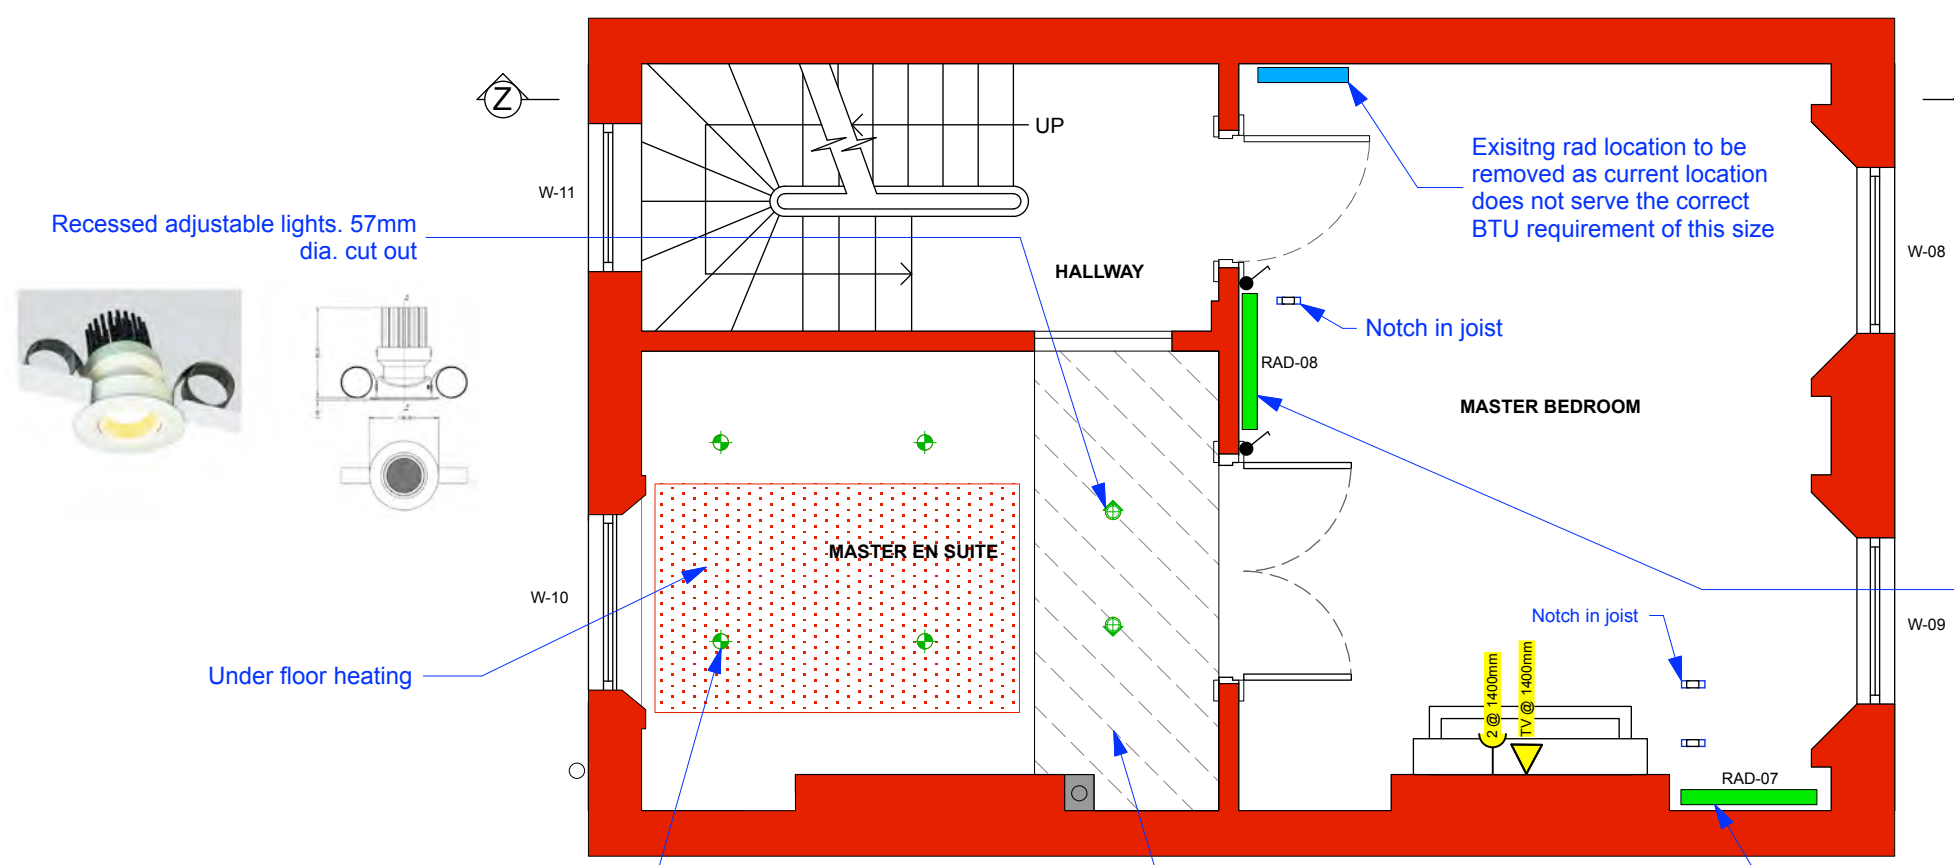 Z
UP
W-11
Recessed adjustable lights. 57mm
dia. cut out
HALLWAY
Exisitng rad location to be
removed as current location
does not serve the correct
BTU requirement of this size
W-08
Notch in joist
RAD-08
MASTER BEDROOM
MASTER EN SUITE
W-10
Under floor heating
Notch in joist
W-09
2 @ 1400mm
TV @ 1400mm
RAD-07